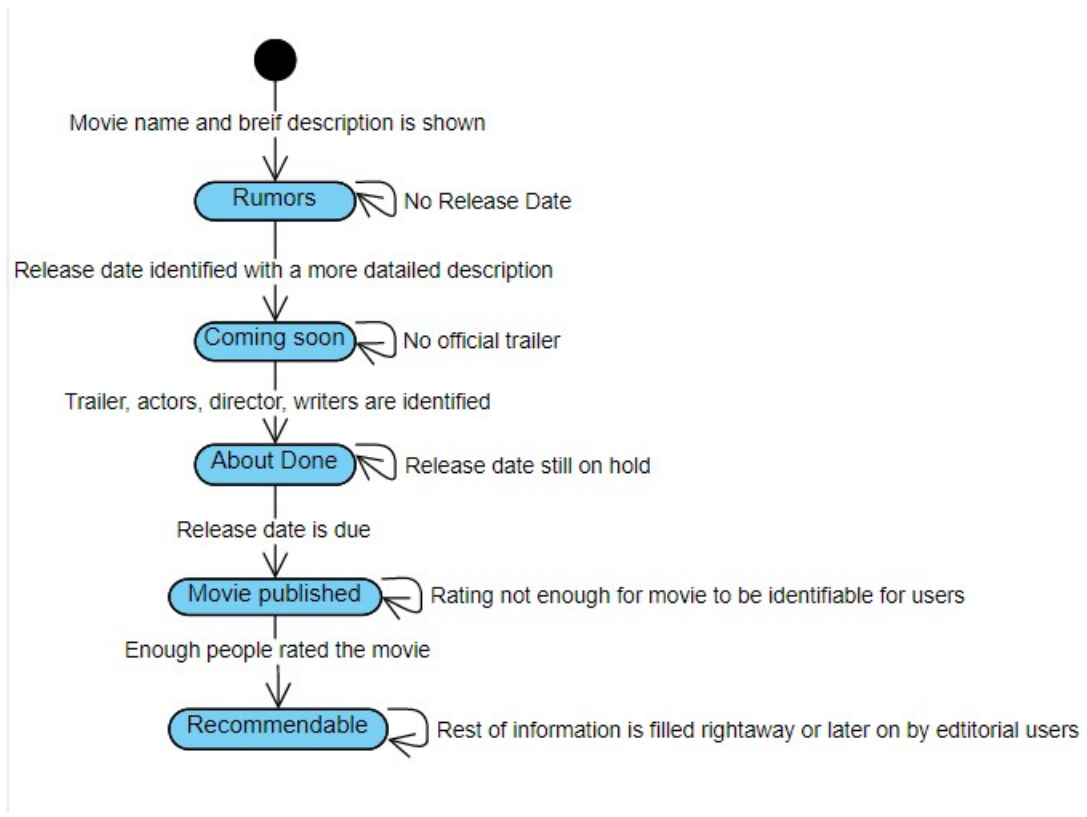 Movie name and breif description is shown
Rumors
No Release Date
Release date identified with a more datailed description
Coming soon
No official trailer
Trailer, actors, director, writers are identified
About Done
Release date still on hold
Release date is due
Movie published
Rating not enough for movie to be identifiable for users
Enough people rated the movie
Recommendable
Rest of information is filled rightaway or later on by edtitorial users